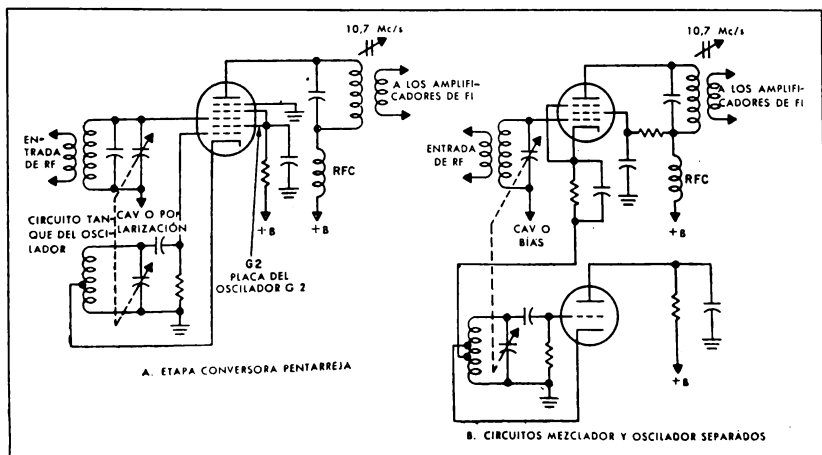 10,7 Mc/s
A LOS AMPLIFI-
CADORES DE FI
EN-
TRADA
DE RF
RFC
CIRCUITO TAN-
QUE DEL OSCI-
LADOR
CAV O PO
LARIZACIÓN
+B
+B
G2
PLACA DEL
OSCILADOR G 2
A. ETAPA CONVERSORA PENTARREJA
10,7 Mc/s
A LOS AMPLIFI-
CADORES DE FI
ENTRADA
DE RF
RFC
CAV O
BÍAS
+B
+B
B. CIRCUITOS MEZCLADOR Y OSCILADOR SEPARADOS